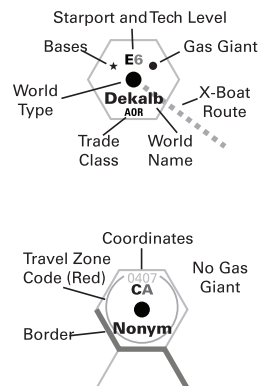 Starport and Tech Level
Bases
Gas Giant
E6
World
Type
Dekalb
X-Boat
Route
AOR
Trade
Class
World
Name
Coordinates
Travel Zone
Code (Red)
0407
No Gas
Giant
CA
Border
Nonym